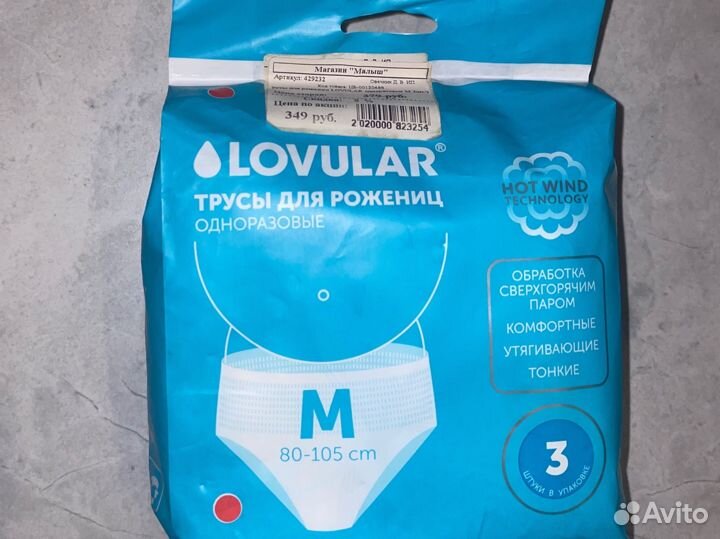 Магазин "Малыш"
Артикул: 429232
Цена по акции:
349 руб.
2 020000 823254
LOVULAR®
ТРУСЫ ДЛЯ РОЖЕНИЦ
ОДНОРАЗОВЫЕ
HOT WIND
TECHNOLOGY
ОБРАБОТКА
СВЕРХГОРЯЧИМ
ПАРОМ
КОМФОРТНЫЕ
УТЯГИВАЮЩИЕ
ТОНКИЕ
M
80-105 cm
3
ШТУКИ В УПАКОВКЕ
Avito